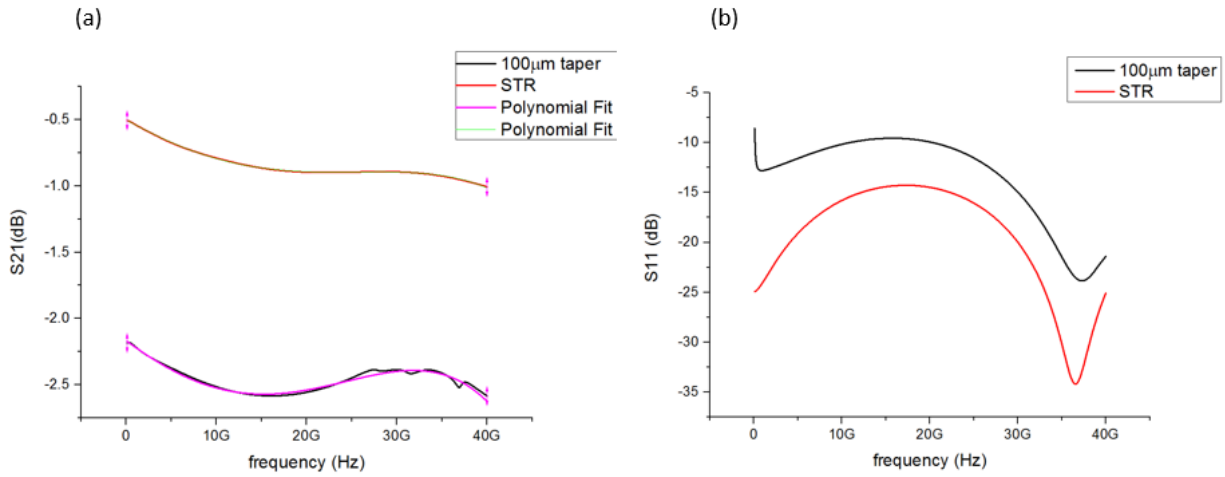 (a)
100μm taper
STR
Polynomial Fit
Polynomial Fit
-0.5
-1.0
-1.5
-2.0
-2.5
S21(dB)
0 10G 20G 30G 40G
frequency (Hz)
(b)
100μm taper
STR
-5
-10
-15
-20
-25
-30
-35
S11 (dB)
0 10G 20G 30G 40G
frequency (Hz)